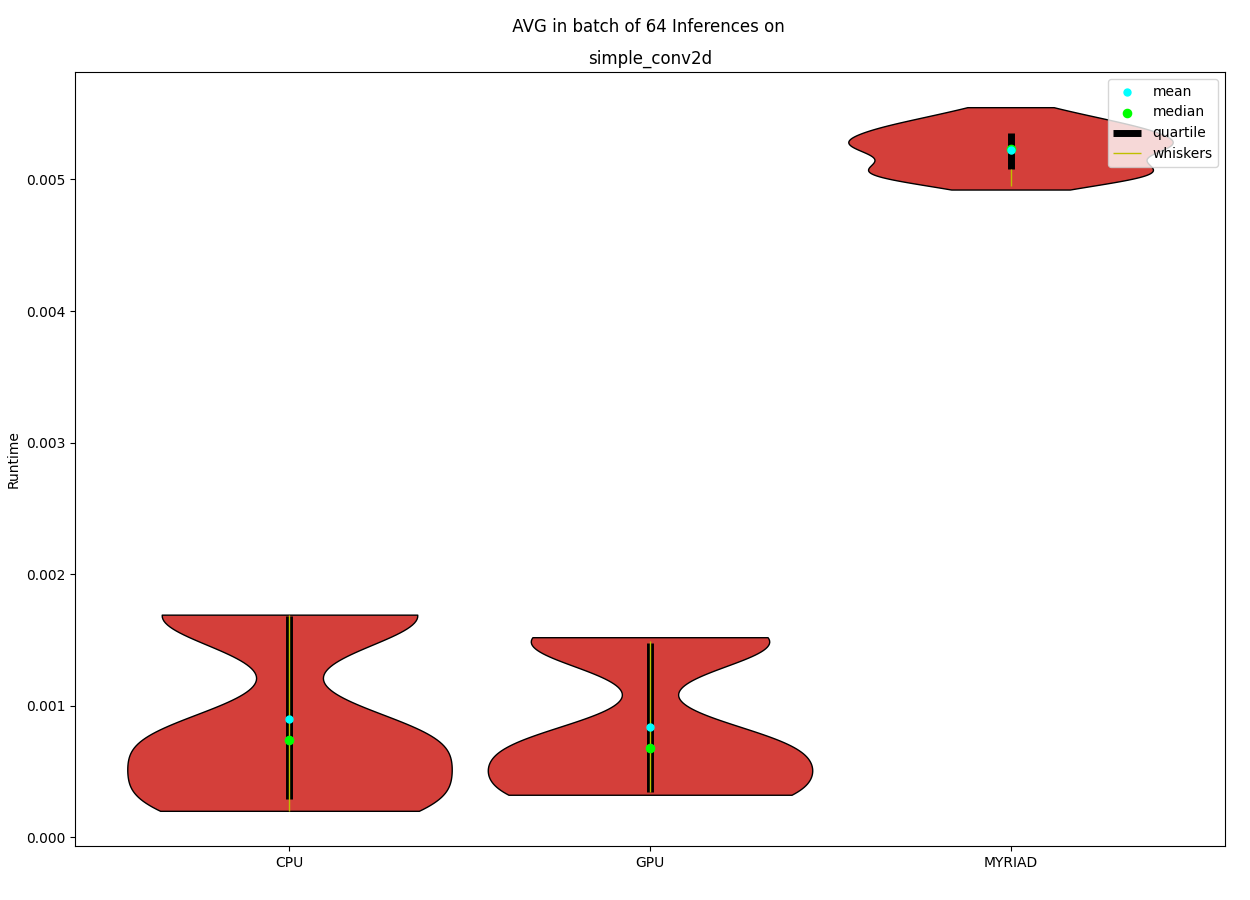 AVG in batch of 64 Inferences on
simple_conv2d
mean
median
quartile
whiskers
Runtime
0.005
0.004
0.003
0.002
0.001
0.000
CPU GPU MYRIAD